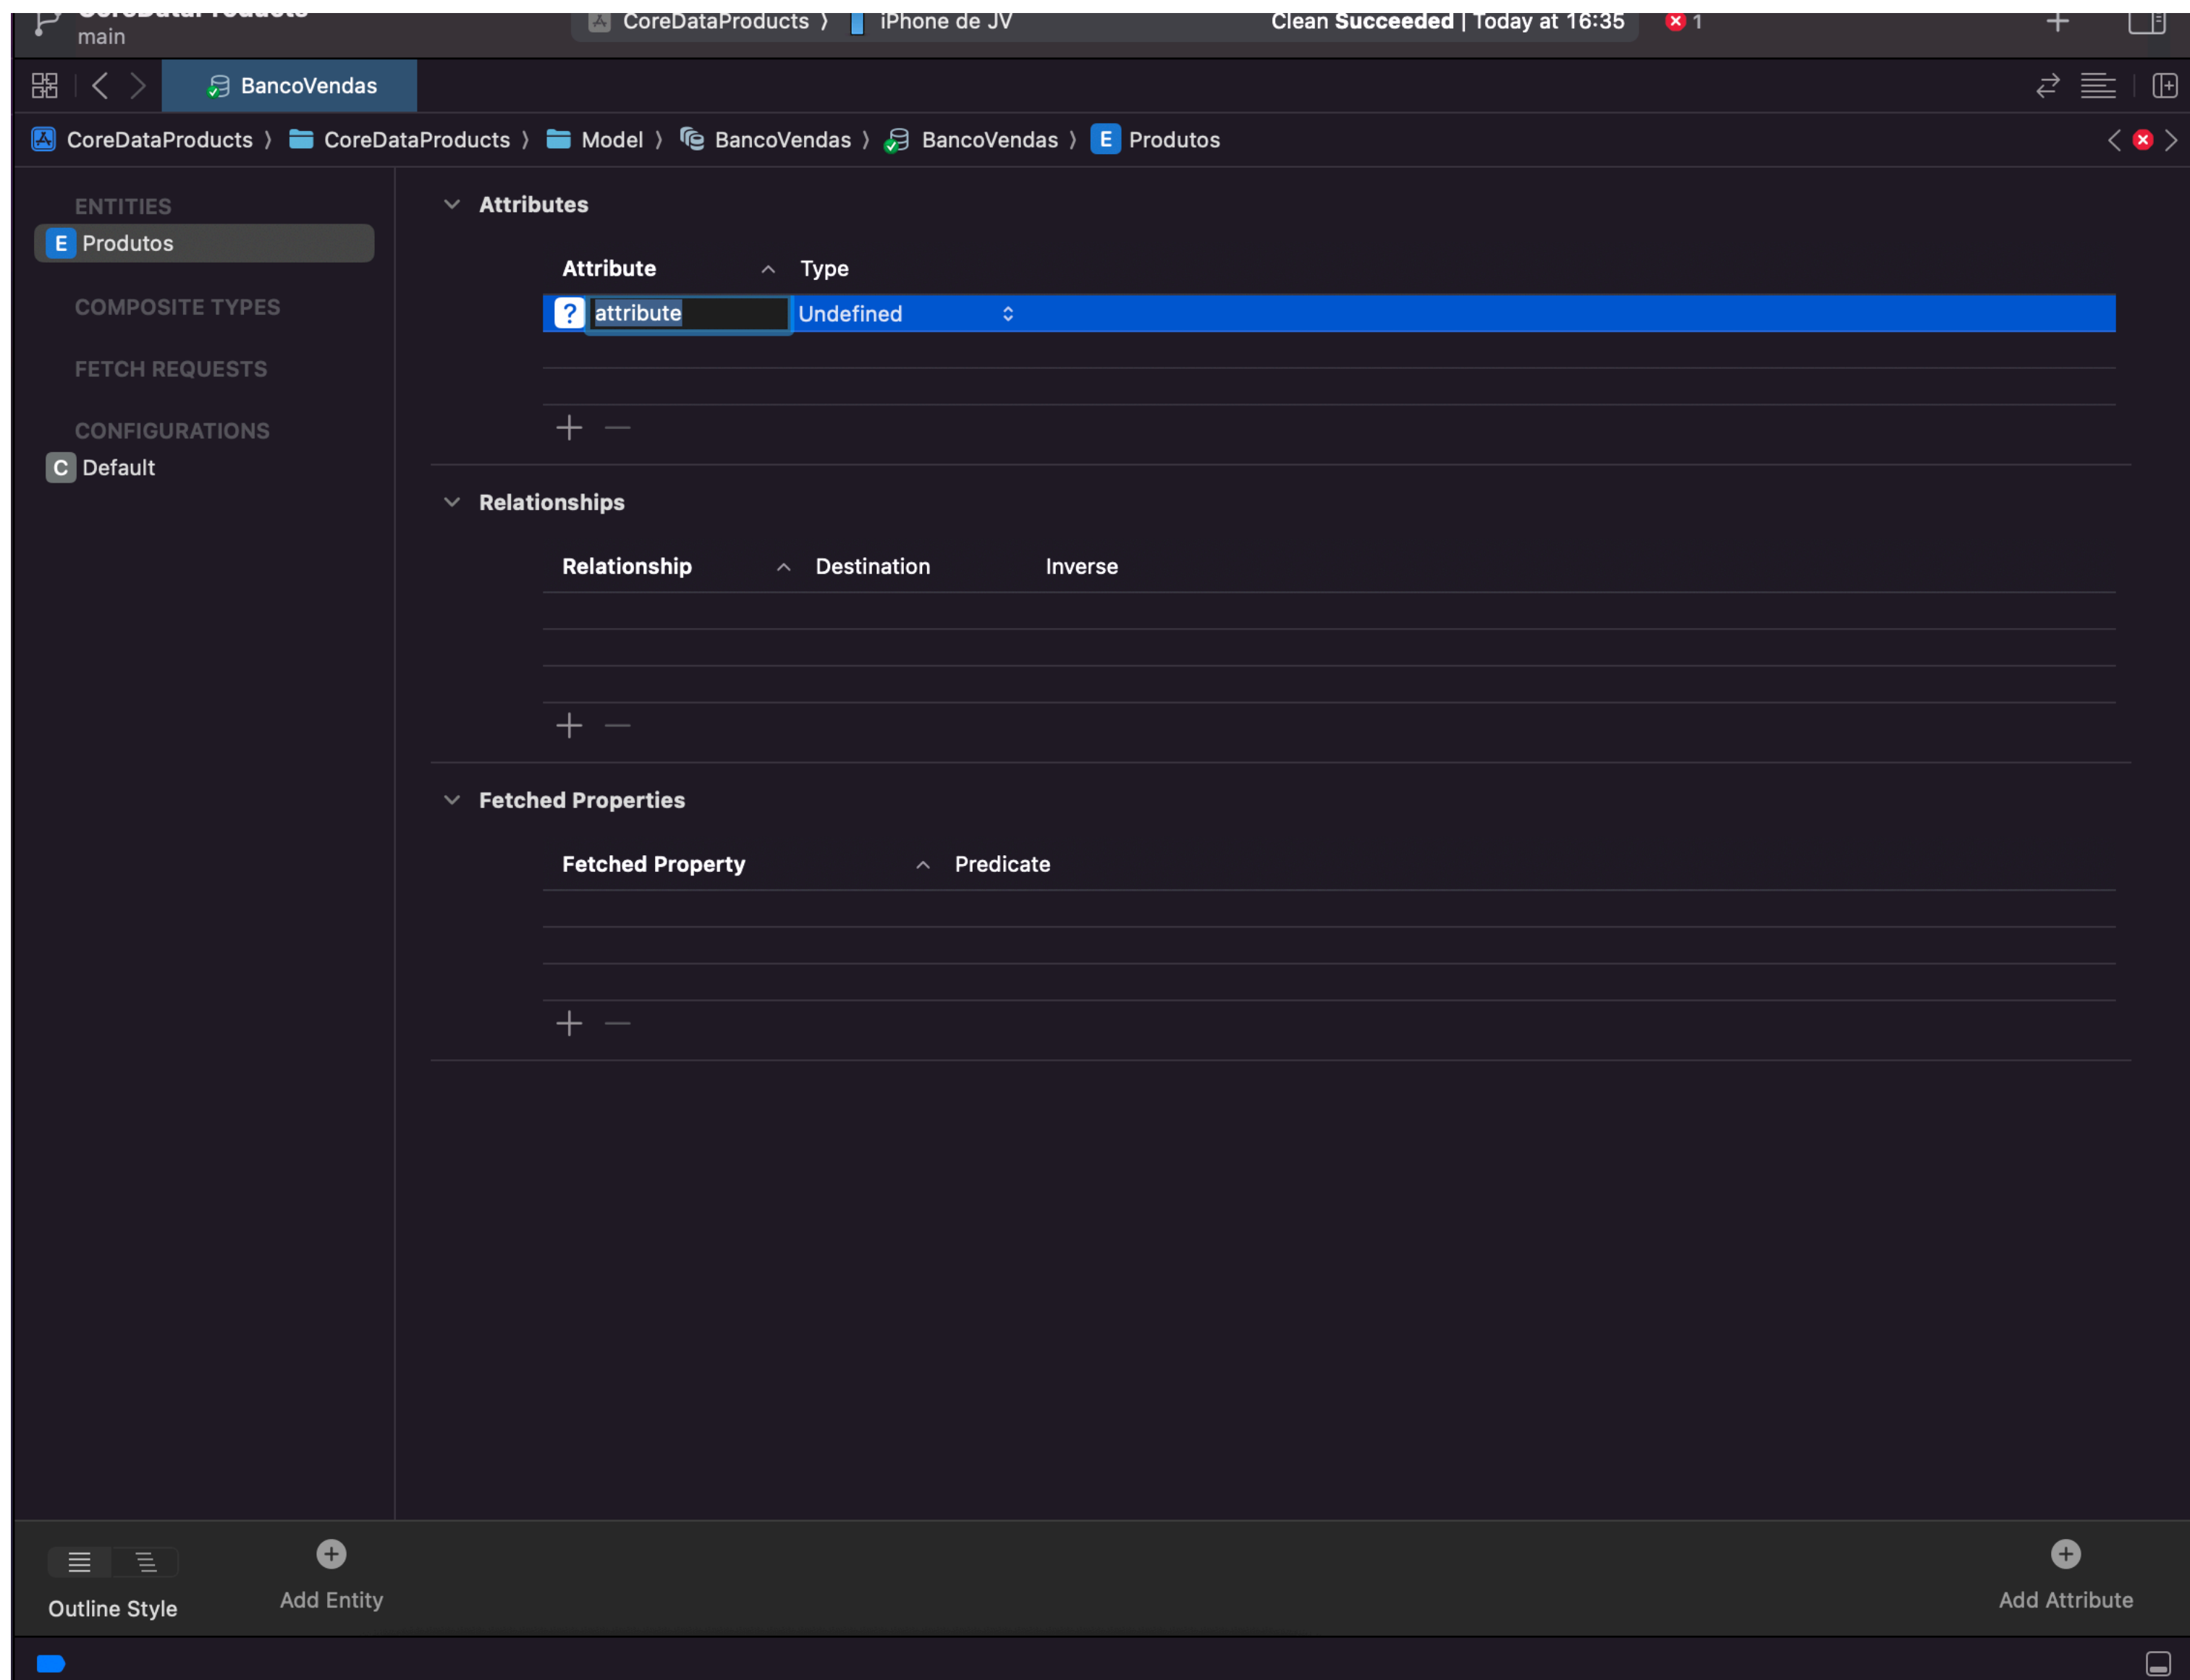 CoreDataProducts
main
CoreDataProducts 〉 iPhone de JV
Clean Succeeded | Today at 16:35
1
BancoVendas
CoreDataProducts 〉 CoreDataProducts 〉 Model 〉 BancoVendas 〉 BancoVendas 〉 E Produtos
ENTITIES
E Produtos
COMPOSITE TYPES
FETCH REQUESTS
CONFIGURATIONS
C Default
Attributes
Attribute Type
? attribute Undefined
Relationships
Relationship Destination Inverse
Fetched Properties
Fetched Property Predicate
Outline Style
Add Entity
Add Attribute